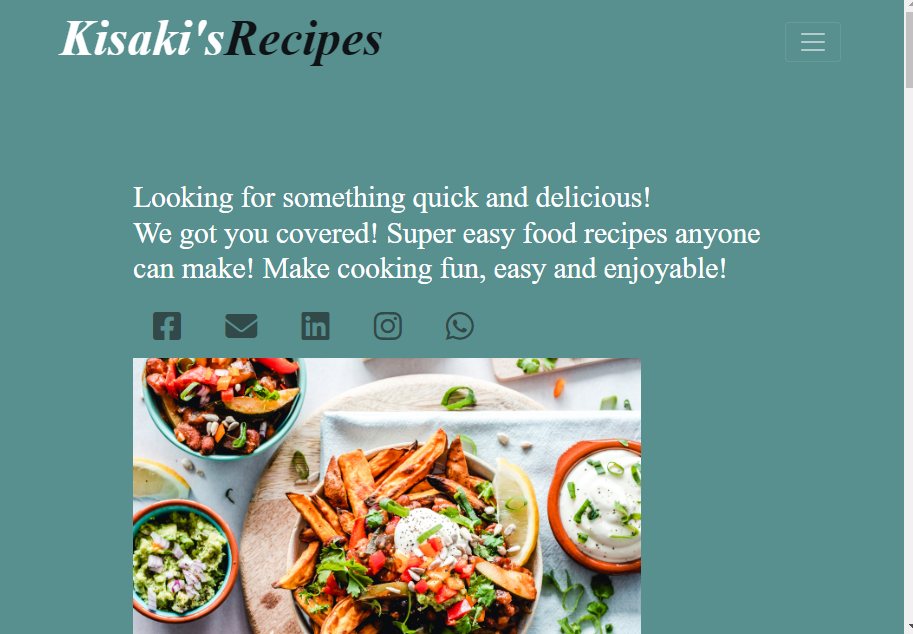 Kisaki'sRecipes
Looking for something quick and delicious!
We got you covered! Super easy food recipes anyone
can make! Make cooking fun, easy and enjoyable!